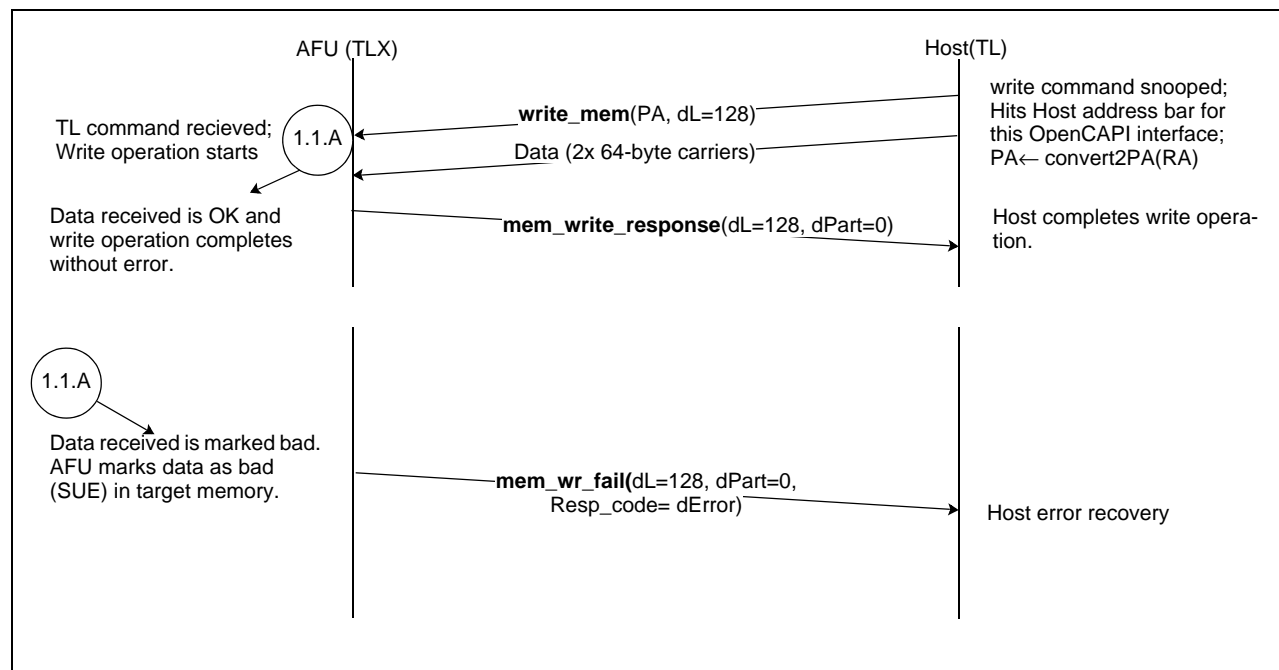 AFU (TLX)
Host(TL)
write command snooped;
Hits Host address bar for
this OpenCAPI interface;
PA← convert2PA(RA)
write_mem(PA, dL=128)
TL command recieved;
Write operation starts
1.1.A
Data (2x 64-byte carriers)
Data received is OK and
write operation completes
without error.
mem_write_response(dL=128, dPart=0)
Host completes write opera-
tion.
1.1.A
Data received is marked bad.
AFU marks data as bad
(SUE) in target memory.
mem_wr_fail(dL=128, dPart=0,
Resp_code= dError)
Host error recovery